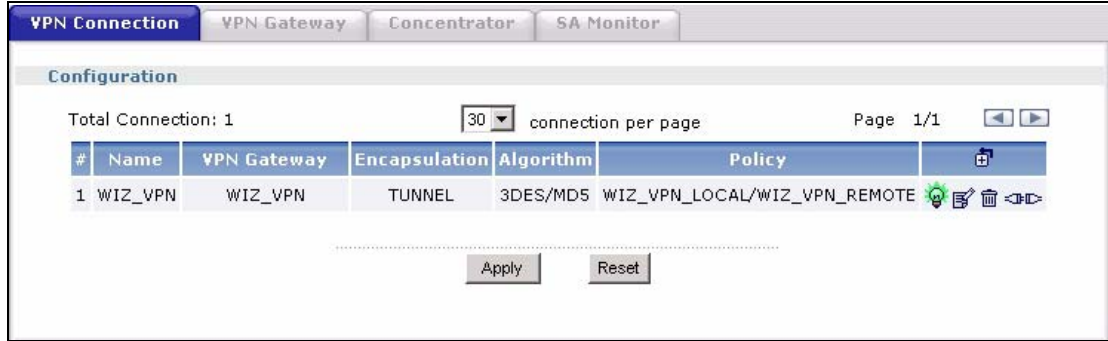 VPN Connection VPN Gateway Concentrator SA Monitor
Configuration
Total Connection: 1 30 connection per page Page 1/1
# Name VPN Gateway Encapsulation Algorithm Policy
1 WIZ_VPN WIZ_VPN TUNNEL 3DES/MD5 WIZ_VPN_LOCAL/WIZ_VPN_REMOTE
Apply Reset